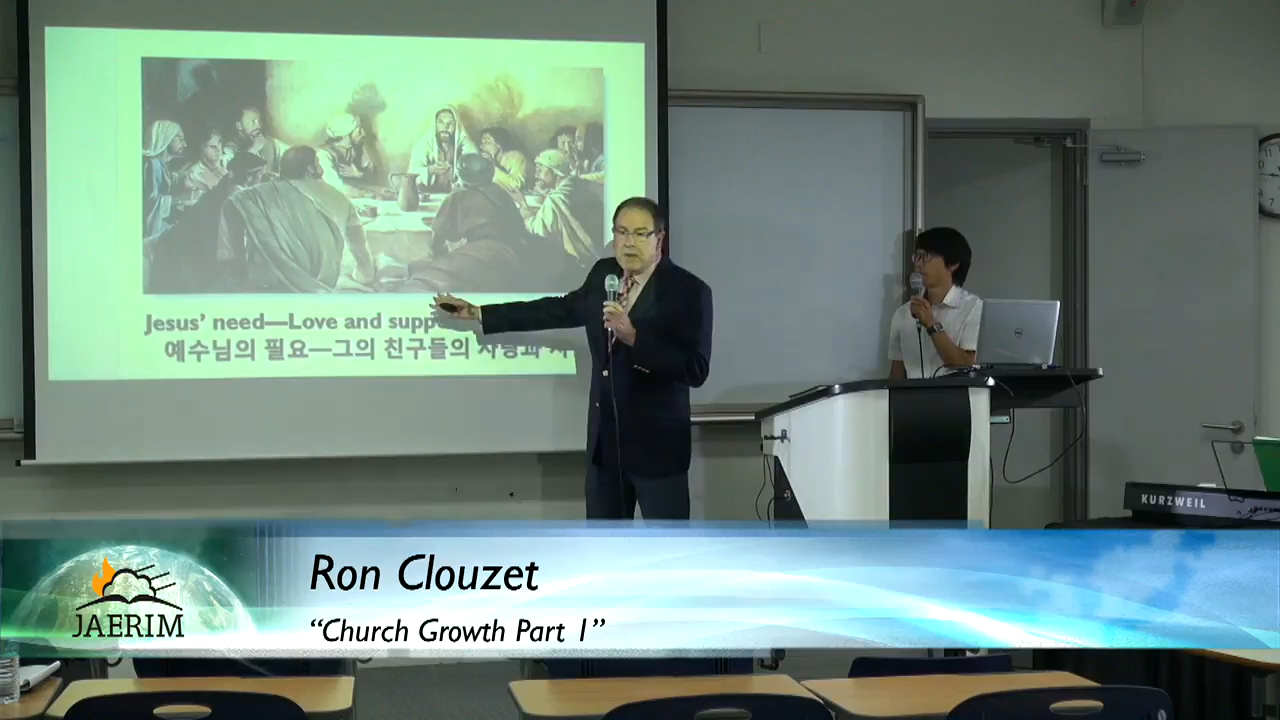 Jesus' need—Love and
예수님의 필요—그의 친구들의
KURZWEIL
DELL
JAERIM
Ron Clouzet
“Church Growth Part 1”